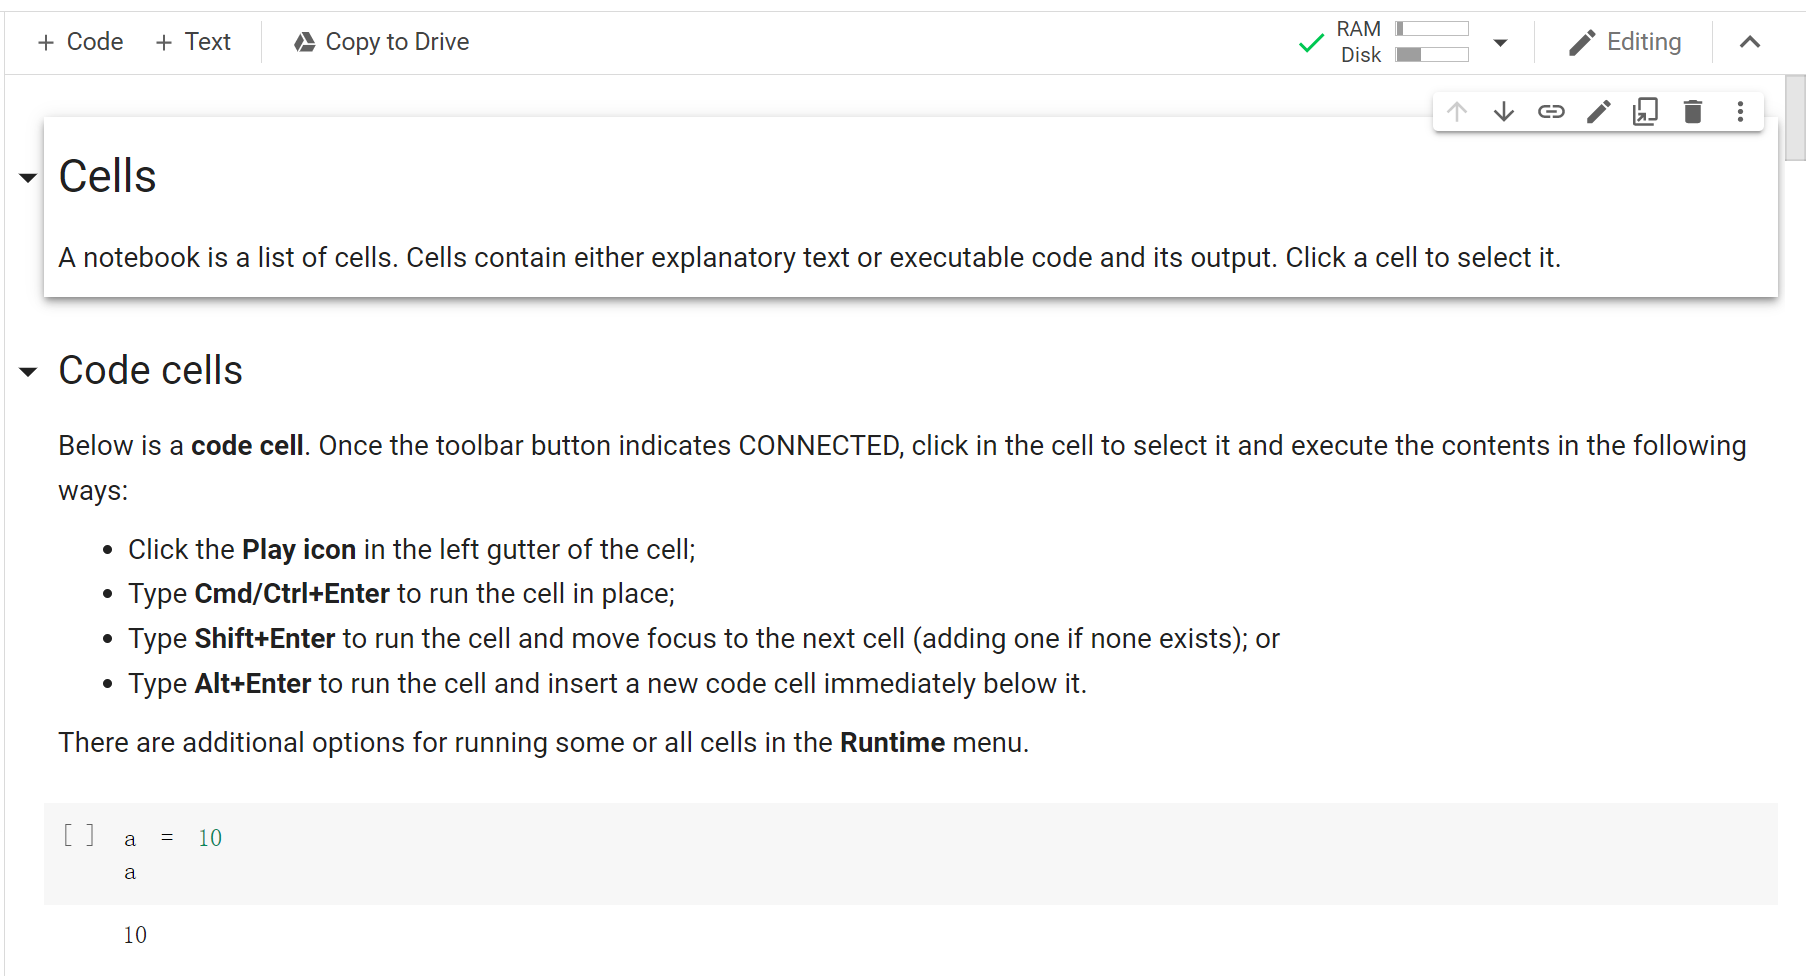 + Code + Text Copy to Drive RAM Editing
Disk
Cells
A notebook is a list of cells. Cells contain either explanatory text or executable code and its output. Click a cell to select it.
Code cells
Below is a code cell. Once the toolbar button indicates CONNECTED, click in the cell to select it and execute the contents in the following
ways:
• Click the Play icon in the left gutter of the cell;
• Type Cmd/Ctrl+Enter to run the cell in place;
• Type Shift+Enter to run the cell and move focus to the next cell (adding one if none exists); or
• Type Alt+Enter to run the cell and insert a new code cell immediately below it.
There are additional options for running some or all cells in the Runtime menu.
[ ] a = 10
a
10